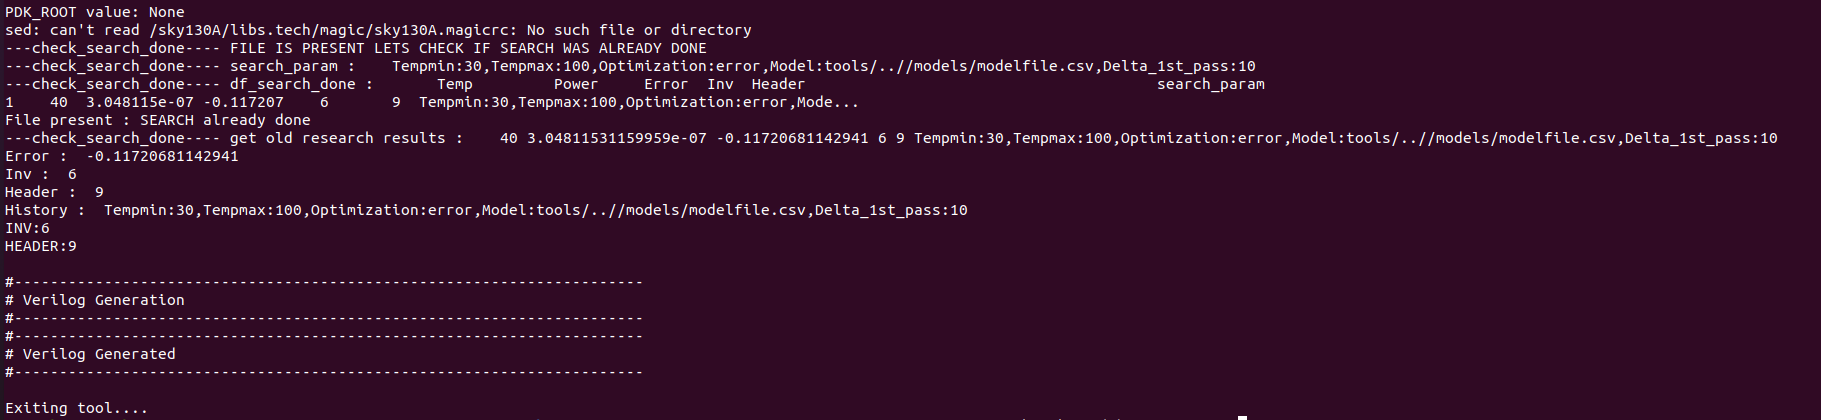 PDK_ROOT value: None
sed: can't read /sky130A/libs.tech/magic/sky130A.magicrc: No such file or directory
---check_search_done---- FILE IS PRESENT LETS CHECK IF SEARCH WAS ALREADY DONE
---check_search_done---- search_param :    Tempmin:30,Tempmax:100,Optimization:error,Model:tools/..//models/modelfile.csv,Delta_1st_pass:10
---check_search_done---- df_search_done :       Temp         Power     Error  Inv  Header                                       search_param
1    40  3.048115e-07 -0.117207    6       9  Tempmin:30,Tempmax:100,Optimization:error,Mode...
File present : SEARCH already done
---check_search_done---- get old research results :    40 3.04811531159959e-07 -0.11720681142941 6 9 Tempmin:30,Tempmax:100,Optimization:error,Model:tools/..//models/modelfile.csv,Delta_1st_pass:10
Error :  -0.11720681142941
Inv :  6
Header :  9
History :  Tempmin:30,Tempmax:100,Optimization:error,Model:tools/..//models/modelfile.csv,Delta_1st_pass:10
INV:6
HEADER:9
#----------------------------------------------------------------------
# Verilog Generation
#----------------------------------------------------------------------
#----------------------------------------------------------------------
# Verilog Generated
#----------------------------------------------------------------------
Exiting tool....